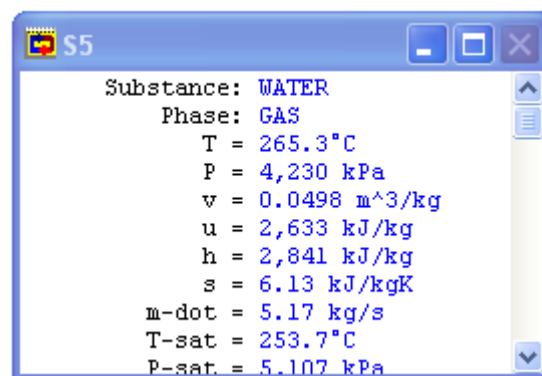 S5
Substance: WATER
Phase: GAS
T = 265.3°C
P = 4,230 kPa
v = 0.0498 m^3/kg
u = 2,633 kJ/kg
h = 2,841 kJ/kg
s = 6.13 kJ/kgK
m-dot = 5.17 kg/s
T-sat = 253.7°C
P-sat = 5,107 kPa